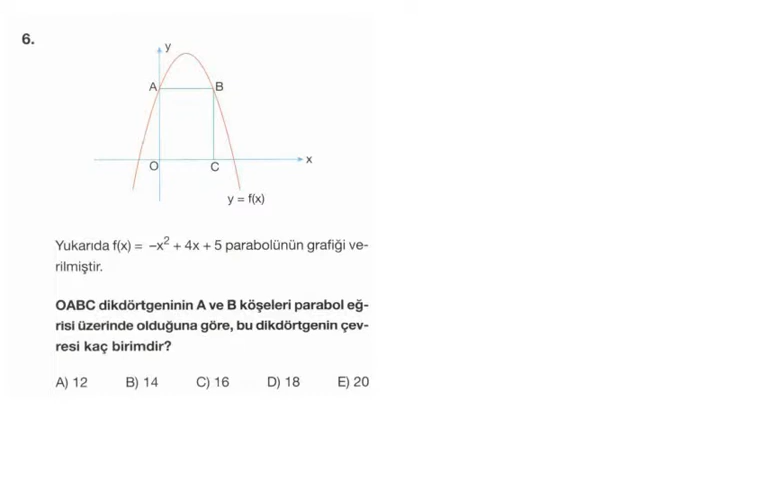 6.
y
A
B
O
C
x
y = f(x)
Yukarıda f(x) = –x² + 4x + 5 parabolünün grafiği ve-
rilmiştir.
OABC dikdörtgeninin A ve B köşeleri parabol eğ-
risi üzerinde olduğuna göre, bu dikdörtgenin çev-
resi kaç birimdir?
A) 12 B) 14 C) 16 D) 18 E) 20